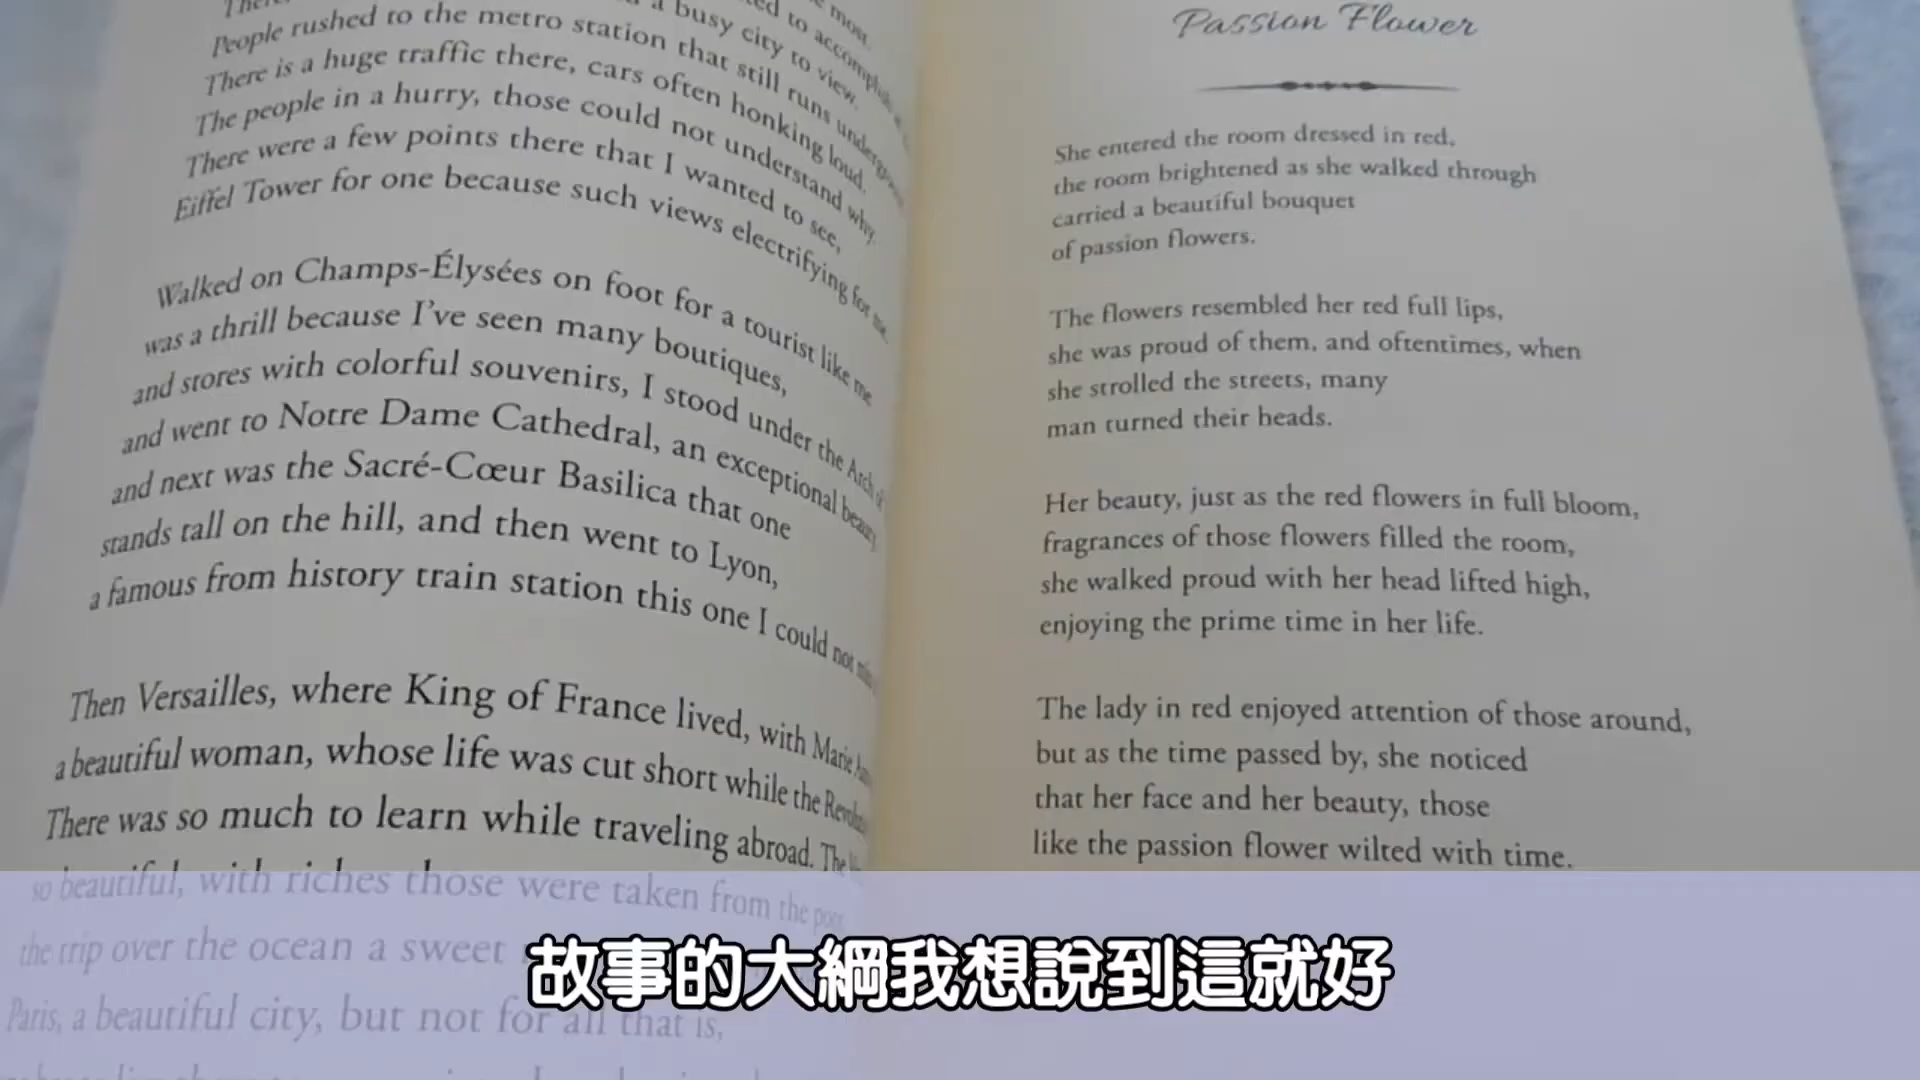 People rushed to the metro station that still runs
a busy city to view.
There is a huge traffic there, cars often honking loud.
The people in a hurry, those could not understand why
There were a few points there that I wanted to see,
Eiffel Tower for one because such views electrifying for me.
Walked on Champs-Élysées on foot for a tourist like me
was a thrill because I've seen many boutiques,
and stores with colorful souvenirs, I stood under the Arch of
and went to Notre Dame Cathedral, an exceptional beauty
and next was the Sacré-Cœur Basilica that one
stands tall on the hill, and then went to Lyon,
a famous from history train station this one I could not
Then Versailles, where King of France lived, with Marie
a beautiful woman, whose life was cut short while the
There was so much to learn while traveling abroad. The
so beautiful, with riches those were taken from the poor
the trip over the ocean a sweet
Paris, a beautiful city, but not for all that is,
Passion Flower
She entered the room dressed in red,
the room brightened as she walked through
carried a beautiful bouquet
of passion flowers.
The flowers resembled her red full lips,
she was proud of them, and oftentimes, when
she strolled the streets, many
man turned their heads.
Her beauty, just as the red flowers in full bloom,
fragrances of those flowers filled the room,
she walked proud with her head lifted high,
enjoying the prime time in her life.
The lady in red enjoyed attention of those around,
but as the time passed by, she noticed
that her face and her beauty, those
like the passion flower wilted with time.
故事的大綱我想說到這就好